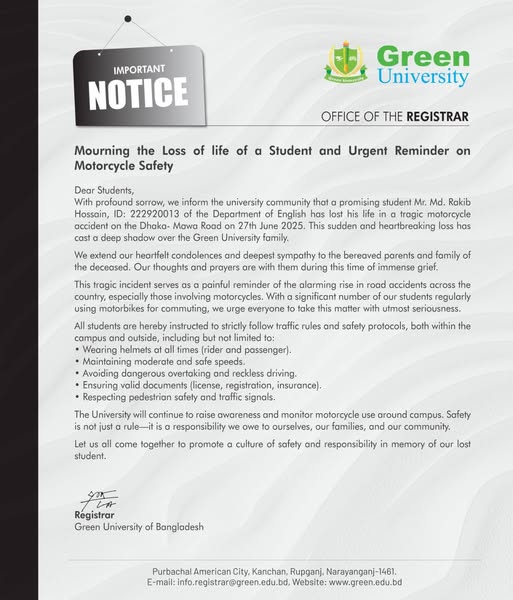 IMPORTANT
NOTICE
Green University
Green
University
OFFICE OF THE REGISTRAR
Mourning the Loss of life of a Student and Urgent Reminder on
Motorcycle Safety
Dear Students,
With profound sorrow, we inform the university community that a promising student Mr. Md. Rakib
Hossain, ID: 222920013 of the Department of English has lost his life in a tragic motorcycle
accident on the Dhaka- Mawa Road on 27th June 2025. This sudden and heartbreaking loss has
cast a deep shadow over the Green University family.
We extend our heartfelt condolences and deepest sympathy to the bereaved parents and family of
the deceased. Our thoughts and prayers are with them during this time of immense grief.
This tragic incident serves as a painful reminder of the alarming rise in road accidents across the
country, especially those involving motorcycles. With a significant number of our students regularly
using motorbikes for commuting, we urge everyone to take this matter with utmost seriousness.
All students are hereby instructed to strictly follow traffic rules and safety protocols, both within the
campus and outside, including but not limited to:
• Wearing helmets at all times (rider and passenger).
• Maintaining moderate and safe speeds.
• Avoiding dangerous overtaking and reckless driving.
• Ensuring valid documents (license, registration, insurance).
• Respecting pedestrian safety and traffic signals.
The University will continue to raise awareness and monitor motorcycle use around campus. Safety
is not just a rule—it is a responsibility we owe to ourselves, our families, and our community.
Let us all come together to promote a culture of safety and responsibility in memory of our lost
student.
Registrar
Green University of Bangladesh
Purbachal American City, Kanchan, Rupganj, Narayanganj-1461.
E-mail: info.registrar@green.edu.bd, Website: www.green.edu.bd